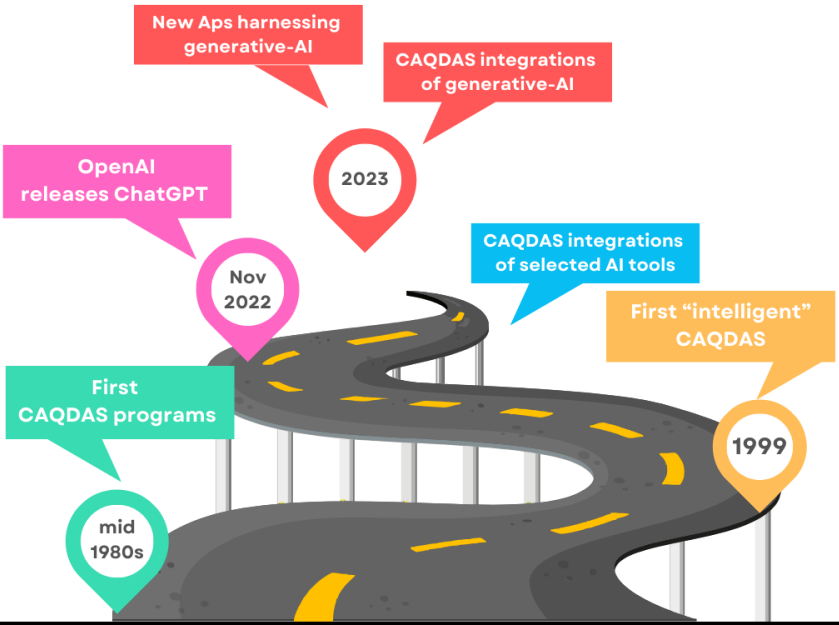 New Aps harnessing
generative-AI
CAQDAS integrations
of generative-AI
2023
OpenAI
releases ChatGPT
Nov
2022
CAQDAS integrations
of selected AI tools
First “intelligent”
CAQDAS
1999
First
CAQDAS programs
mid
1980s